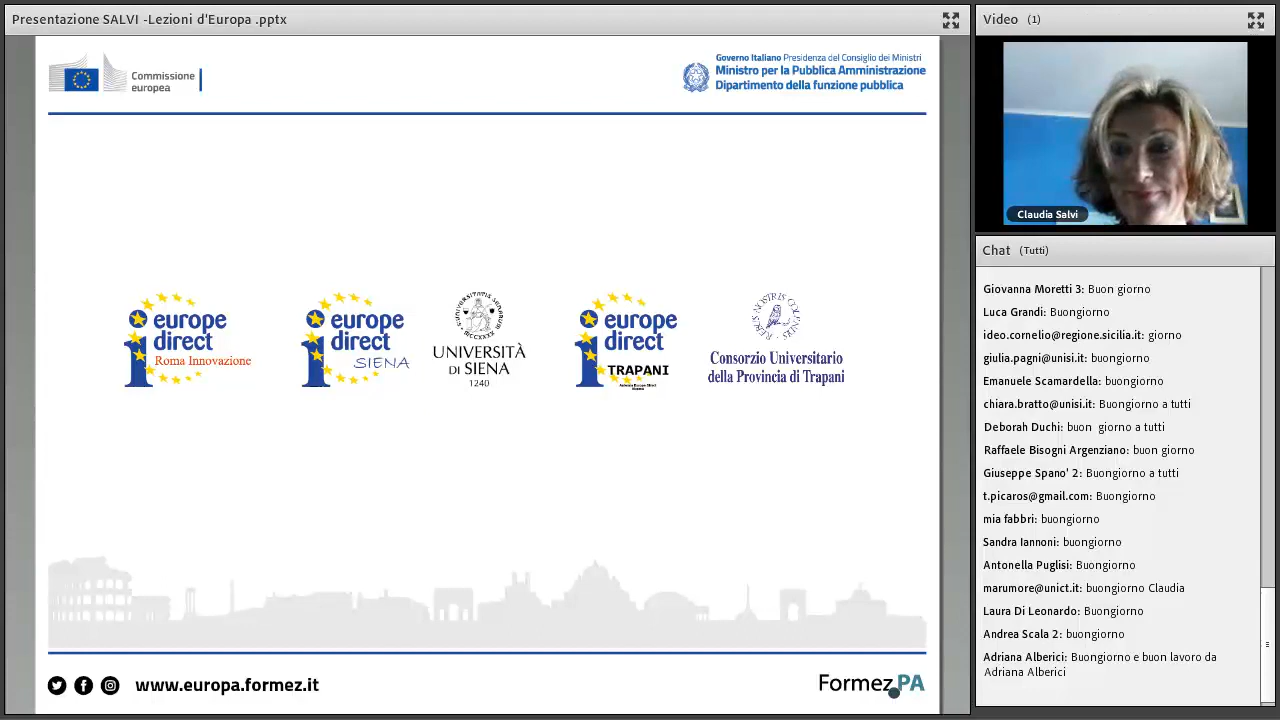 Presentazione SALVI -Lezioni d'Europa .pptx
Commissione
europea
Governo Italiano Presidenza del Consiglio dei Ministri
Ministro per la Pubblica Amministrazione
Dipartimento della funzione pubblica
europe
direct
Roma Innovazione
europe
direct
SIENA
UNIVERSITÀ
DI SIENA
1240
europe
direct
TRAPANI
Consorzio Universitario
della Provincia di Trapani
www.europa.formez.it
Formez PA
Video (1)
Claudia Salvi
Chat (Tutti)
Giovanna Moretti 3: Buon giorno
Luca Grandi: Buongiorno
ideo.cornelio@regione.sicilia.it: giorno
giulia.pagni@unisi.it: buongiorno
Emanuele Scamardella: buongiorno
chiara.bratto@unisi.it: Buongiorno a tutti
Deborah Duchi: buon giorno a tutti
Raffaele Bisogni Argenziano: buon giorno
Giuseppe Spano' 2: Buongiorno a tutti
t.picaros@gmail.com: Buongiorno
mia fabbri: buongiorno
Sandra Iannoni: buongiorno
Antonella Puglisi: Buongiorno
marumore@unict.it: buongiorno Claudia
Laura Di Leonardo: Buongiorno
Andrea Scala 2: buongiorno
Adriana Alberici: Buongiorno e buon lavoro da
Adriana Alberici